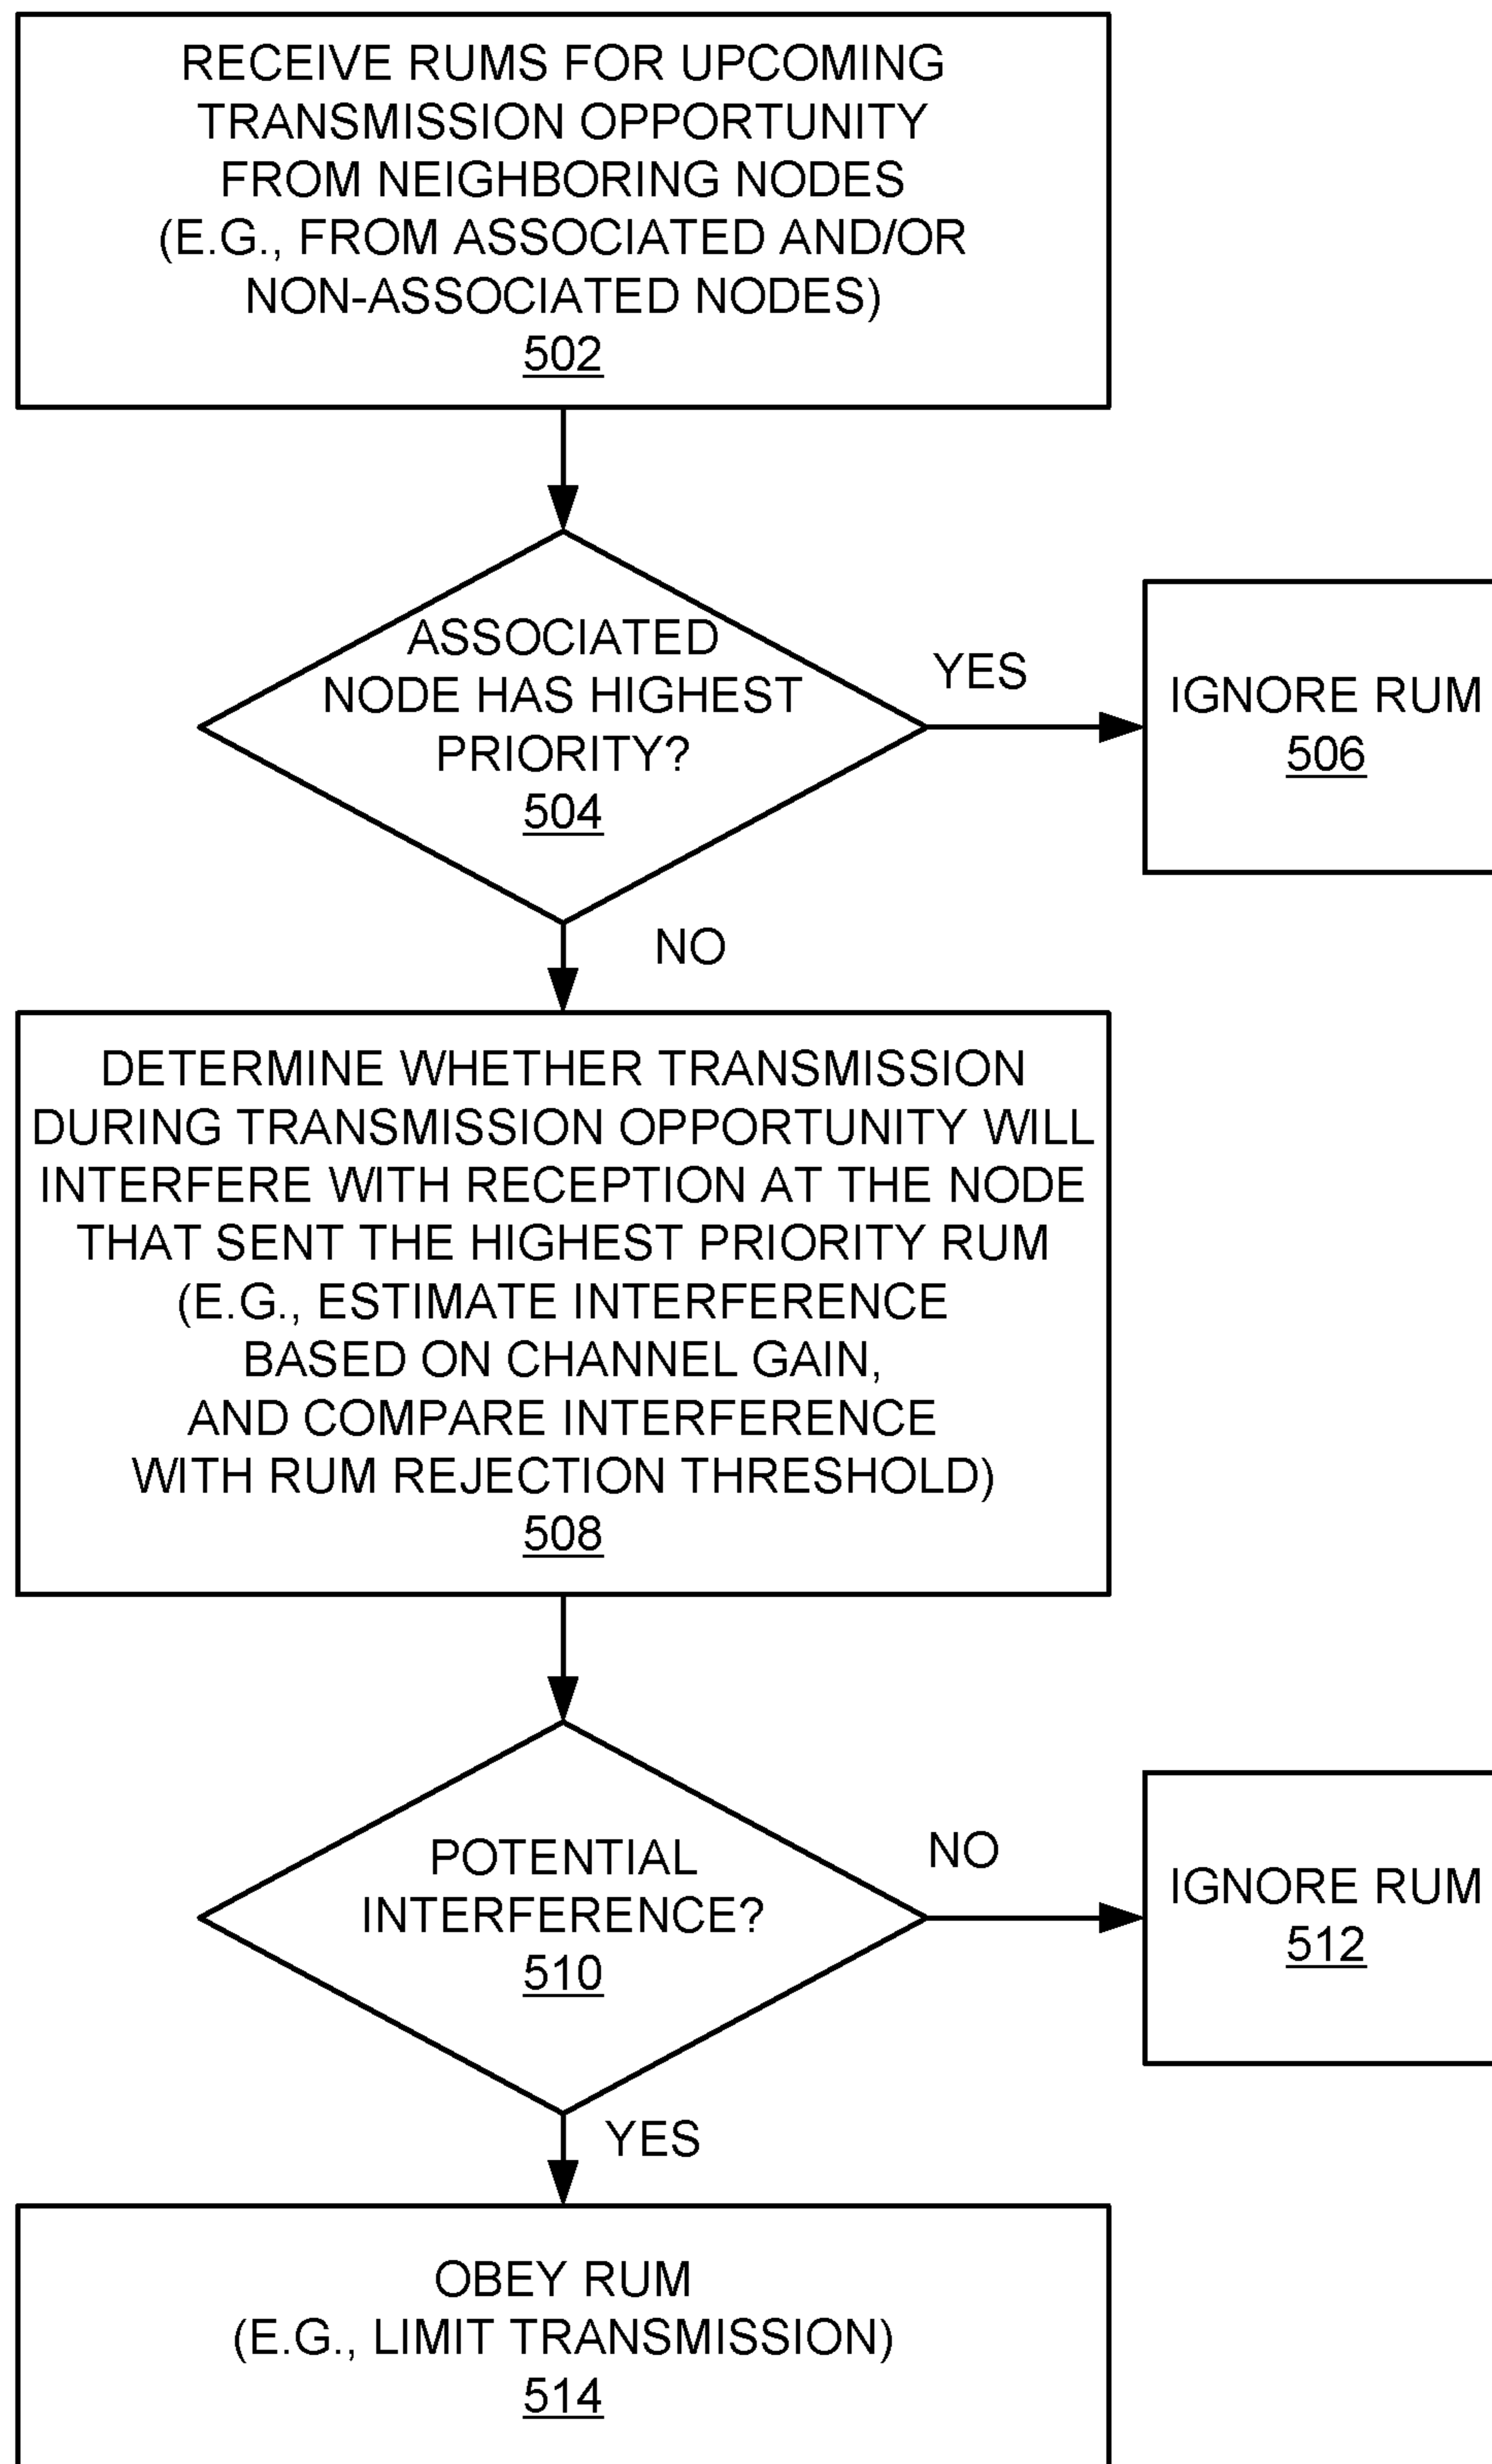 RECEIVE RUMS FOR UPCOMING
TRANSMISSION OPPORTUNITY
FROM NEIGHBORING NODES
(E.G., FROM ASSOCIATED AND/OR
NON-ASSOCIATED NODES)
502
ASSOCIATED
NODE HAS HIGHEST
PRIORITY?
504
YES
IGNORE RUM
506
NO
DETERMINE WHETHER TRANSMISSION
DURING TRANSMISSION OPPORTUNITY WILL
INTERFERE WITH RECEPTION AT THE NODE
THAT SENT THE HIGHEST PRIORITY RUM
(E.G., ESTIMATE INTERFERENCE
BASED ON CHANNEL GAIN,
AND COMPARE INTERFERENCE
WITH RUM REJECTION THRESHOLD)
508
POTENTIAL
INTERFERENCE?
510
NO
IGNORE RUM
512
YES
OBEY RUM
(E.G., LIMIT TRANSMISSION)
514